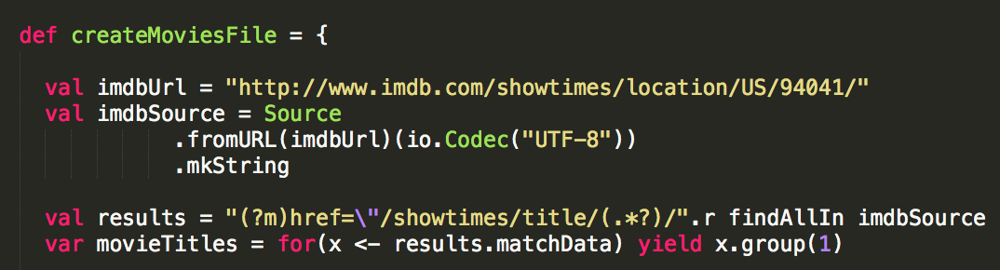 def createMoviesFile = {
val imdbUrl = "http://www.imdb.com/showtimes/location/US/94041/"
val imdbSource = Source
.fromURL(imdbUrl)(io.Codec("UTF-8"))
.mkString
val results = "(?m)href=\"/showtimes/title/(.*?)/".r findAllIn imdbSource
var movieTitles = for(x <- results.matchData) yield x.group(1)